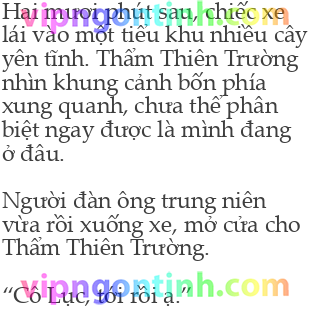 Hai mươi phút sau, chiếc xe
vipngontinh.com
lái vào một tiểu khu nhiều cây
yên tĩnh. Thẩm Thiên Trường
nhìn khung cảnh bốn phía
xung quanh, chưa thể phân
biệt ngay được là mình đang
ở đâu.
Người đàn ông trung niên
vừa rồi xuống xe, mở cửa cho
Thẩm Thiên Trường.
“Cô Lục, tới rồi ạ.”
vipngontinh.com